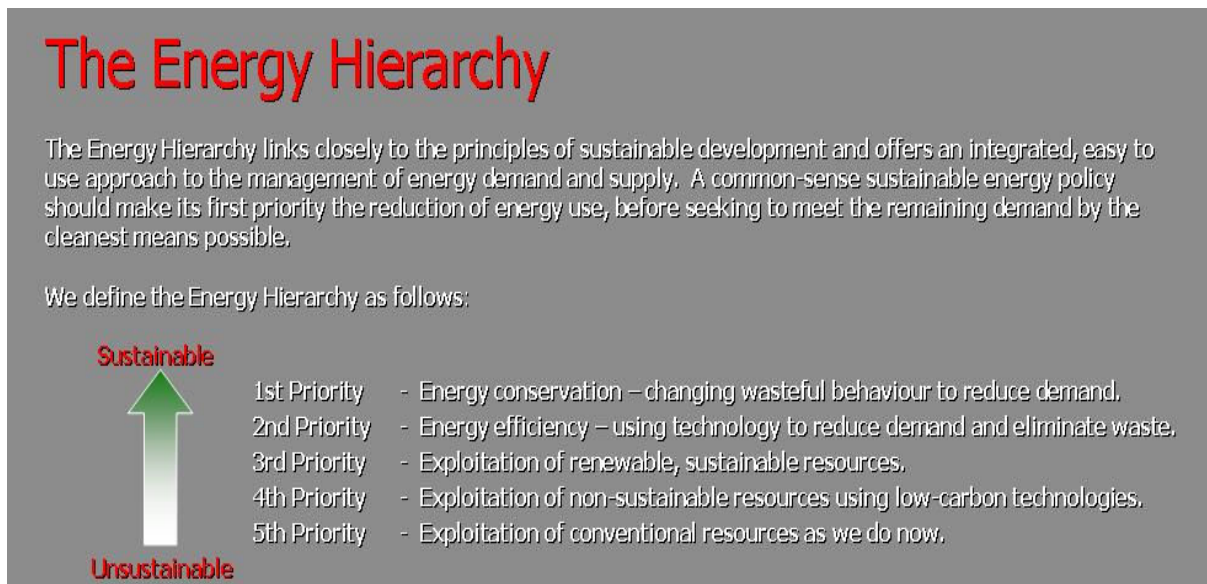 The Energy Hierarchy
The Energy Hierarchy links closely to the principles of sustainable development and offers an integrated, easy to
use approach to the management of energy demand and supply. A common-sense sustainable energy policy
should make its first priority the reduction of energy use, before seeking to meet the remaining demand by the
cleanest means possible.
We define the Energy Hierarchy as follows:
Sustainable
1st Priority - Energy conservation – changing wasteful behaviour to reduce demand.
2nd Priority - Energy efficiency – using technology to reduce demand and eliminate waste.
3rd Priority - Exploitation of renewable, sustainable resources.
4th Priority - Exploitation of non-sustainable resources using low-carbon technologies.
5th Priority - Exploitation of conventional resources as we do now.
Unsustainable